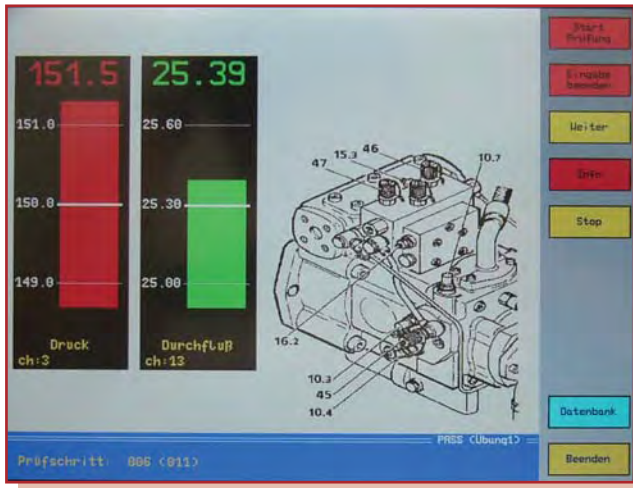 151.5
25.39
151.0
25.60
150.0
25.30
149.0
25.00
Druck
ch:3
Durchfluß
ch:13
47
15.3
46
10.7
16.2
10.3
45
10.4
Start
Prüfung
Eingabe
beenden
Weiter
Info
Stop
Datenbank
Beenden
PASS (Übung1)
Prüfschritt: 006 (011)